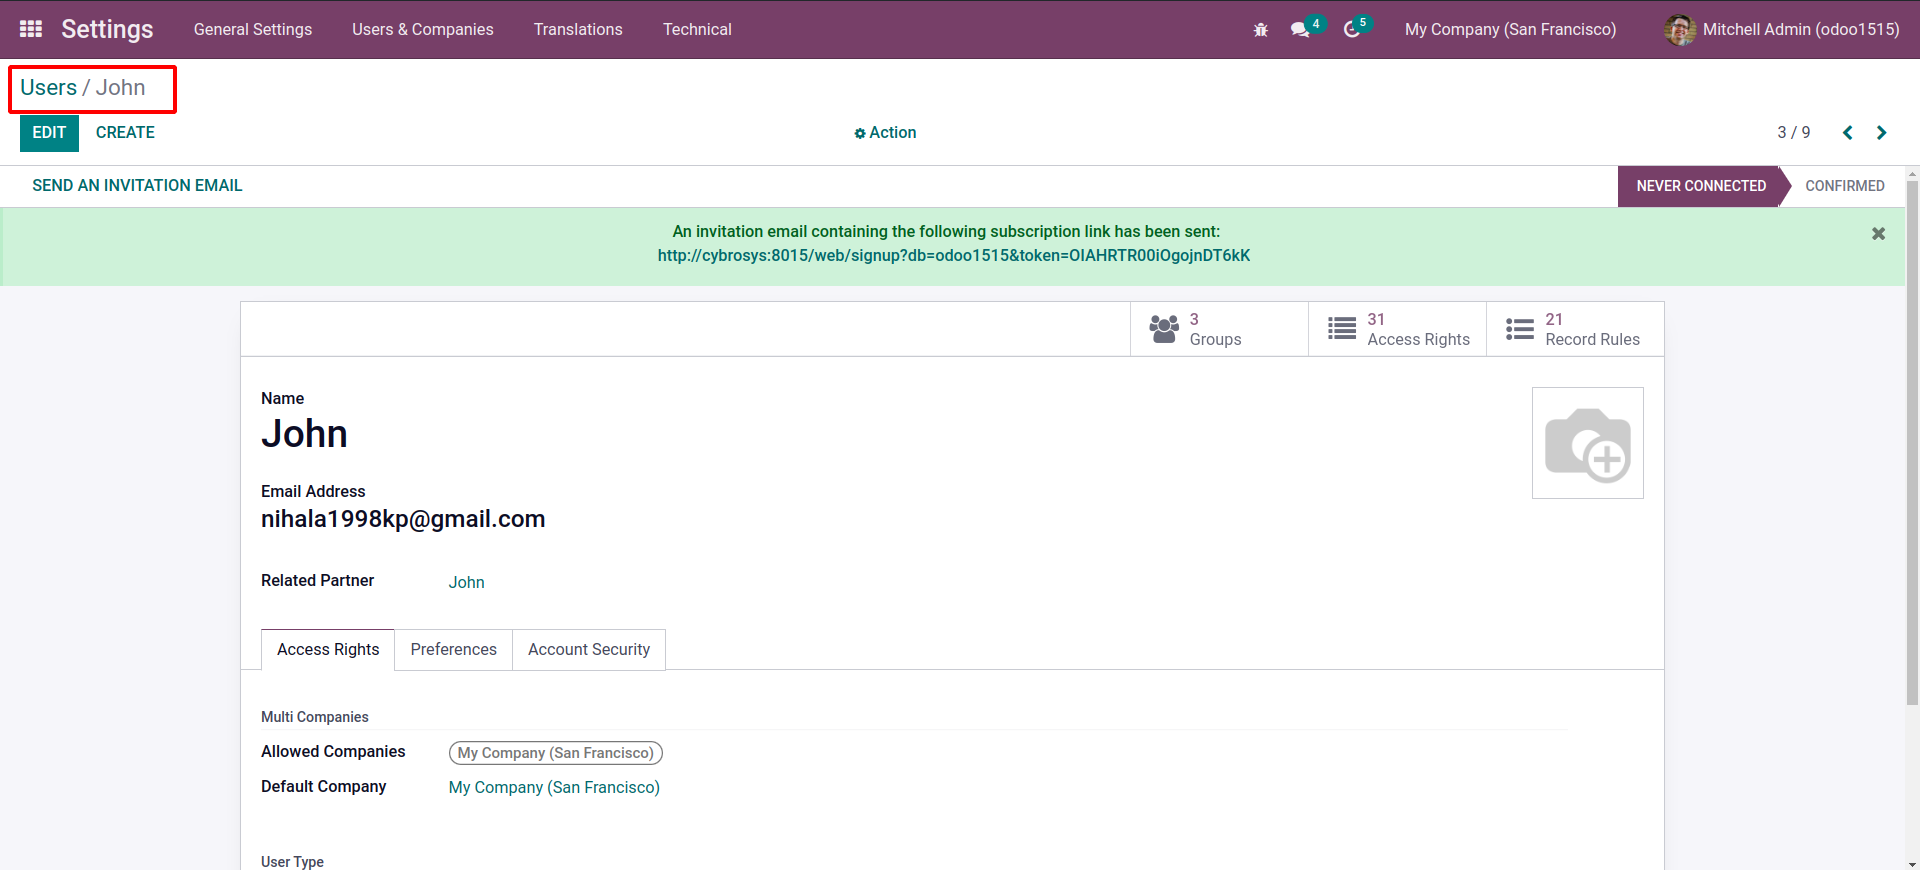 Settings General Settings Users & Companies Translations Technical 4 5 My Company (San Francisco) Mitchell Admin (odoo1515)
Users / John
EDIT CREATE Action 3 / 9
SEND AN INVITATION EMAIL NEVER CONNECTED CONFIRMED
An invitation email containing the following subscription link has been sent:
http://cybrosys:8015/web/signup?db=odoo1515&token=OIAHRTR00iOgojnDT6kK
3 Groups
31 Access Rights
21 Record Rules
Name
John
Email Address
nihala1998kp@gmail.com
Related Partner John
Access Rights Preferences Account Security
Multi Companies
Allowed Companies My Company (San Francisco)
Default Company My Company (San Francisco)
User Type